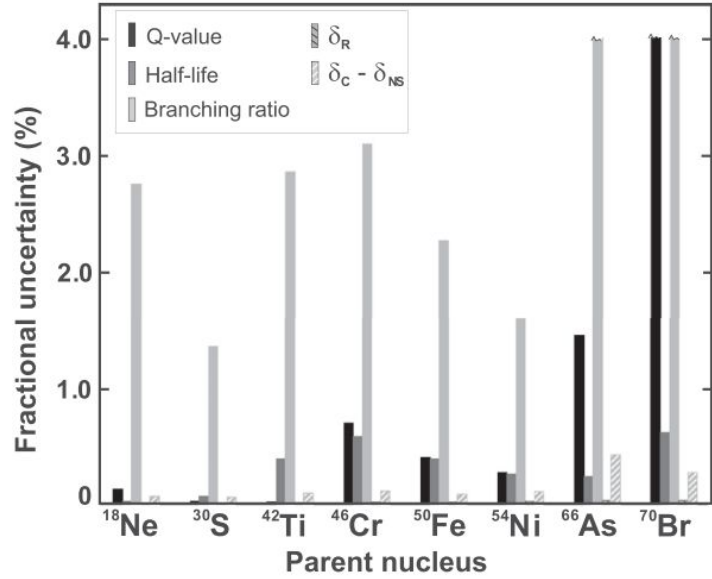 Fractional uncertainty (%)
4.0
3.0
2.0
1.0
0
Q-value
Half-life
Branching ratio
δR
δC - δNS
18Ne
30S
42Ti
46Cr
50Fe
54Ni
66As
70Br
Parent nucleus